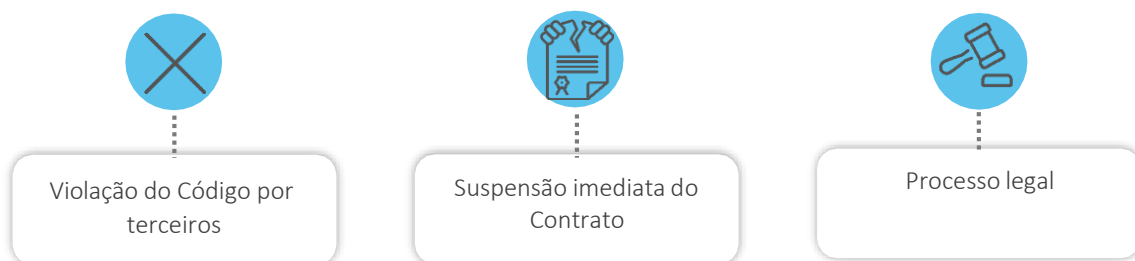 Violação do Código por
terceiros
Suspensão imediata do
Contrato
Processo legal